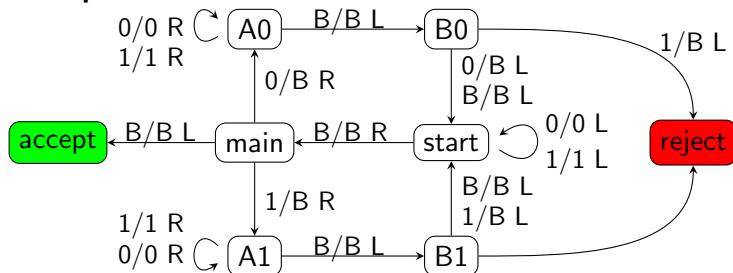 0/0 R
1/1 R
A0
B/B L
B0
1/B L
0/B R
0/B L
B/B L
accept
B/B L
main
B/B R
start
0/0 L
1/1 L
reject
1/B R
B/B L
1/B L
1/1 R
0/0 R
A1
B/B L
B1